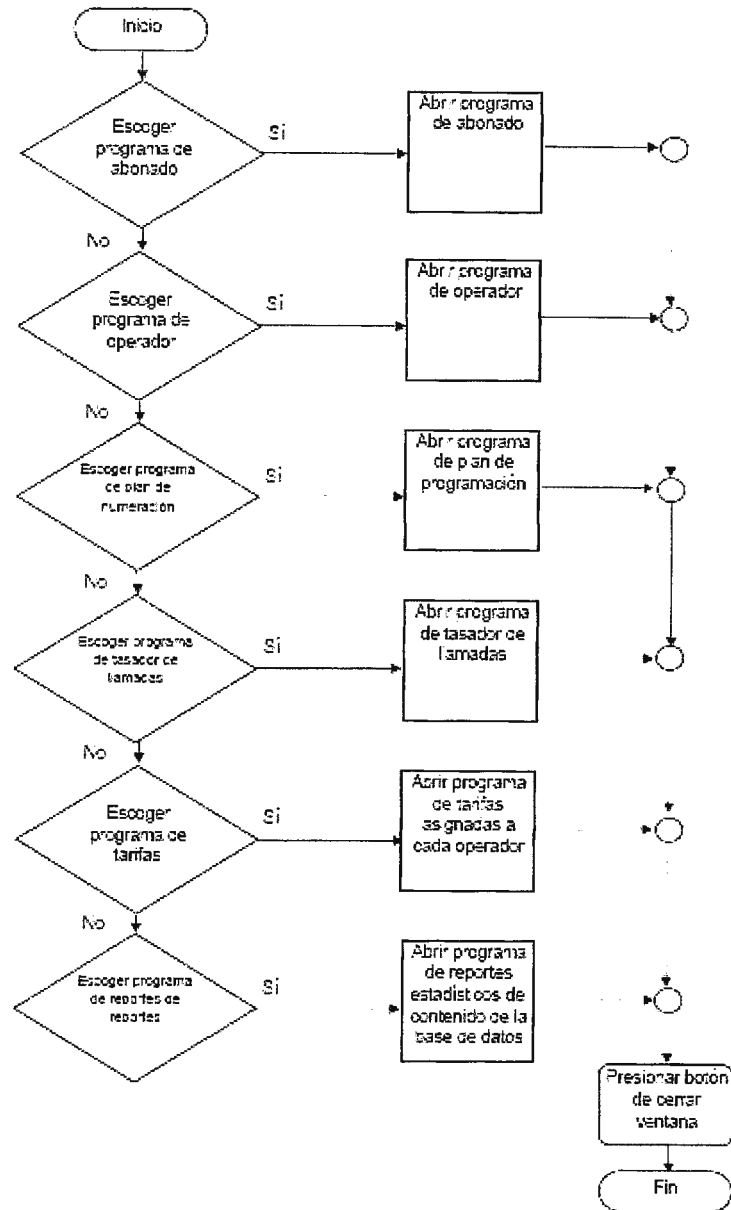 Inicio
Escoger
programa de
abonado
Si
Abrir programa
de abonado
No
Escoger
programa de
operador
Si
Abrir programa
de operador
No
Escoger programa
de plan de
numeración
Si
Abrir programa
de plan de
programación
No
Escoger programa
de tasador de
llamadas
Si
Abrir programa
de tasador de
llamadas
No
Escoger
programa de
tarifas
Si
Abrir programa
de tarifas
asignadas a
cada operador
No
Escoger programa
de reportes de
reportes
Si
Abrir programa
de reportes
estadisticos de
contenido de la
base de datos
Presionar botón
de cerrar
ventana
Fin